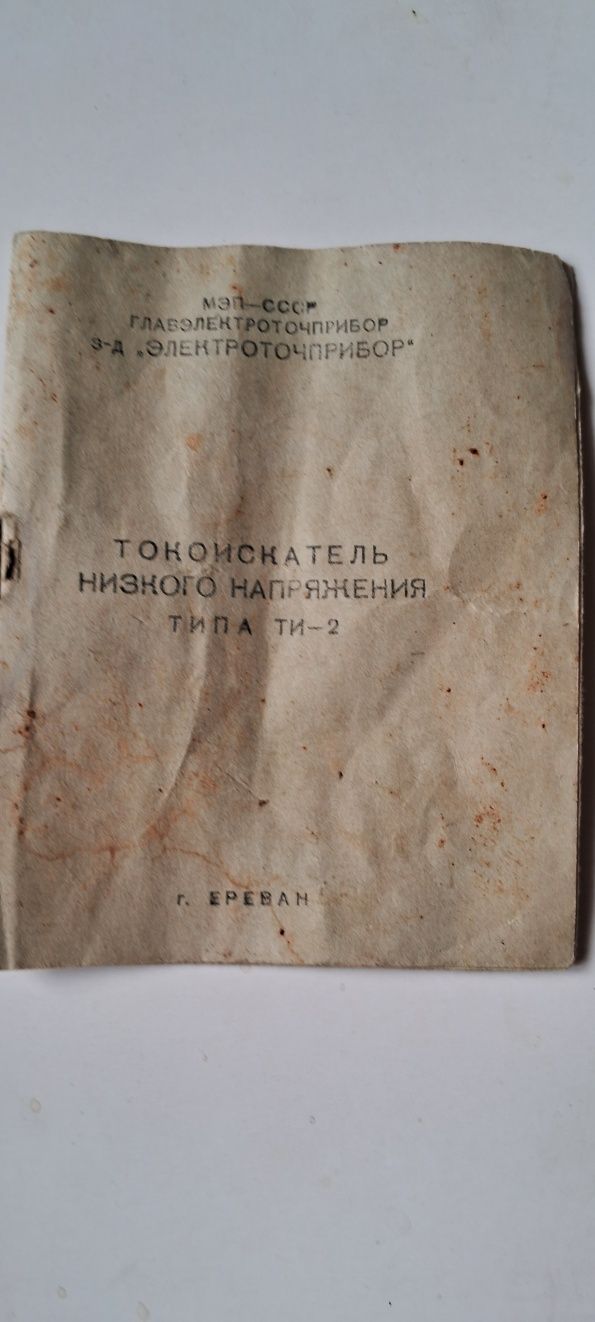 МЭП—СССР
ГЛАВЭЛЕКТРОТОЧПРИБОР
З-д „ЭЛЕКТРОТОЧПРИБОР"
ТОКОИСКАТЕЛЬ
НИЗКОГО НАПРЯЖЕНИЯ
ТИПА ТИ—2
г. ЕРЕВАН